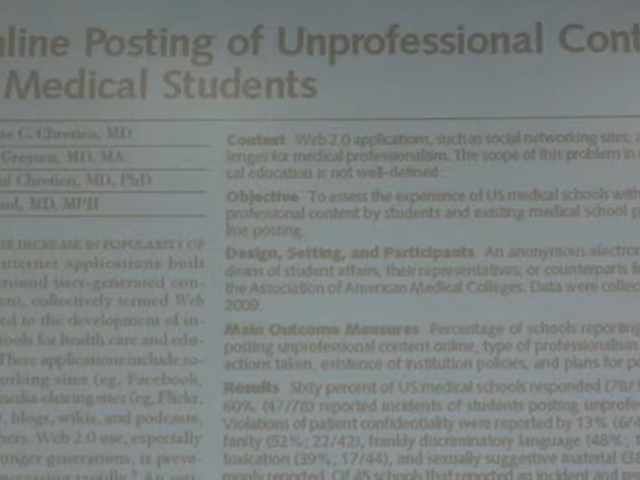 line Posting of Unprofessional Cont
Medical Students
C. Chretien, MD
Greysen, MD, MA
Chretien, MD, PhD
MD, MPH
THE INCREASE IN POPULARITY OF
Internet applications built
around user-generated con-
tent, collectively termed Web
ed to the development of in-
tools for health care and edu-
These applications include so-
working sites (eg, Facebook,
media-sharing sites (eg, Flickr,
, blogs, wikis, and podcasts,
hers. Web 2.0 use, especially
unger generations, is preva-
increasing rapidly.
Context Web 2.0 applications, such as social networking sites,
lenges for medical professionalism. The scope of this problem in
cal education is not well-defined.
Objective To assess the experience of US medical schools with
professional content by students and existing medical school p
line posting.
Design, Setting, and Participants An anonymous electron
deans of student affairs, their representatives, or counterparts f
the Association of American Medical Colleges. Data were collec
2009.
Main Outcome Measures Percentage of schools reporting
posting unprofessional content online, type of professionalism
actions taken, existence of institution policies, and plans for po
Results Sixty percent of US medical schools responded (78/1
60% (47/78) reported incidents of students posting unprofes
Violations of patient confidentiality were reported by 13% (6/4
fanity (52%; 22/42), frankly discriminatory language (48%; 1
toxication (39%; 17/44), and sexually suggestive material (38
monly reported. Of 45 schools that reported an incident and